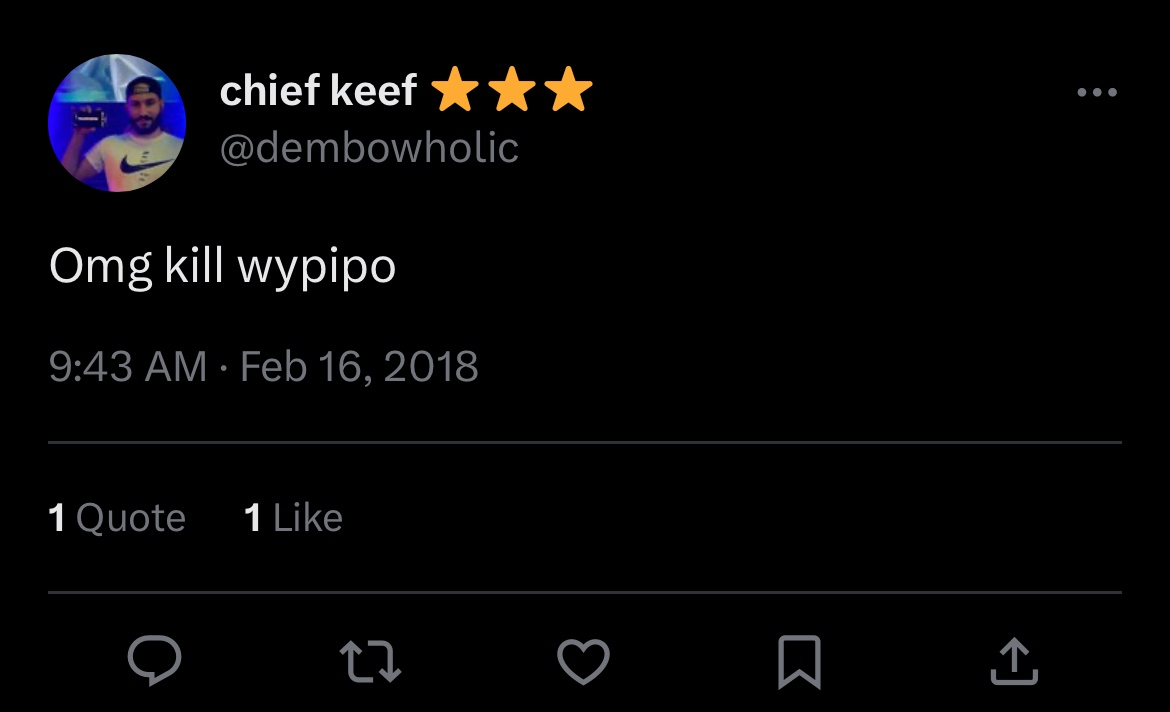 chief keef ⭐⭐⭐
@dembowholic
Omg kill wypipo
9:43 AM · Feb 16, 2018
1 Quote 1 Like